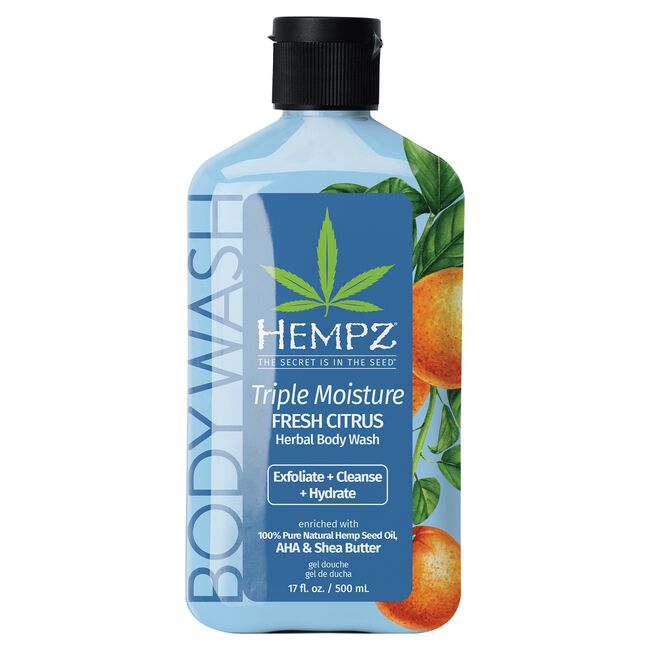 BODY WASH
HEMPZ®
THE SECRET IS IN THE SEED®
Triple Moisture
FRESH CITRUS
Herbal Body Wash
Exfoliate + Cleanse
+ Hydrate
enriched with
100% Pure Natural Hemp Seed Oil,
AHA & Shea Butter
gel douche
gel de ducha
17 fl. oz. / 500 mL